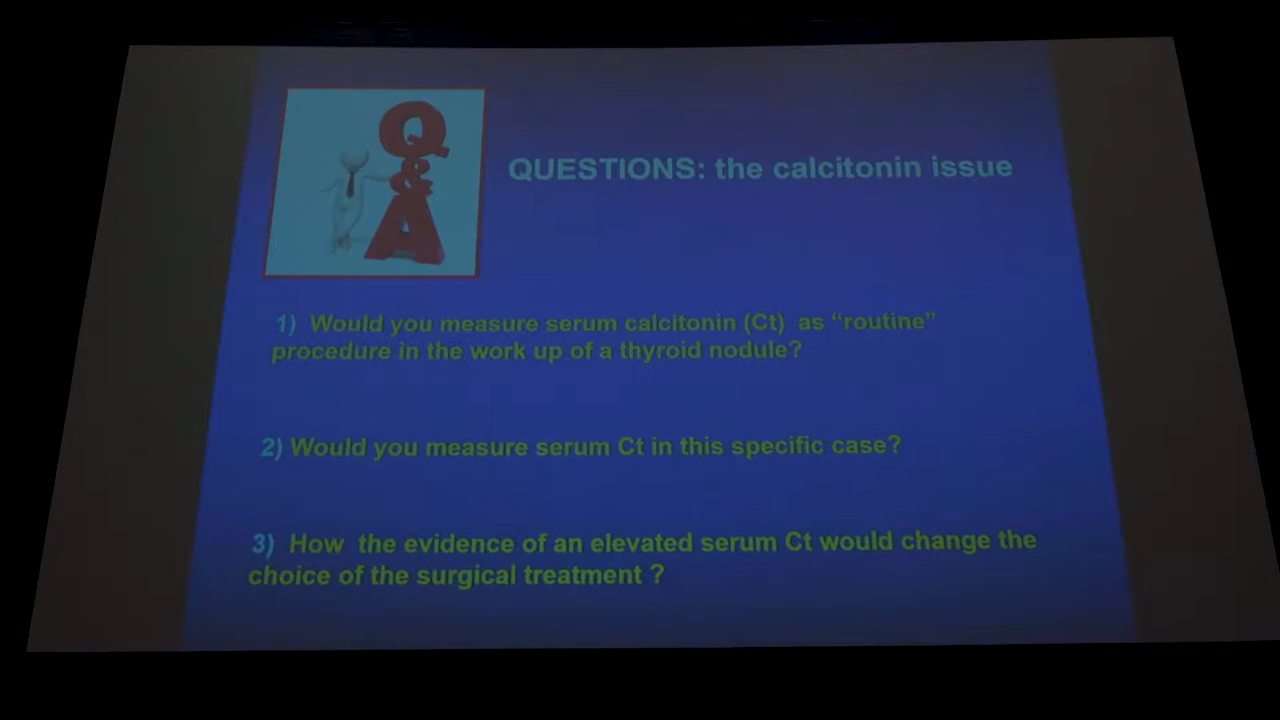 Q
&
A
QUESTIONS: the calcitonin issue
1) Would you measure serum calcitonin (Ct) as “routine”
procedure in the work up of a thyroid nodule?
2) Would you measure serum Ct in this specific case?
3) How the evidence of an elevated serum Ct would change the
choice of the surgical treatment ?